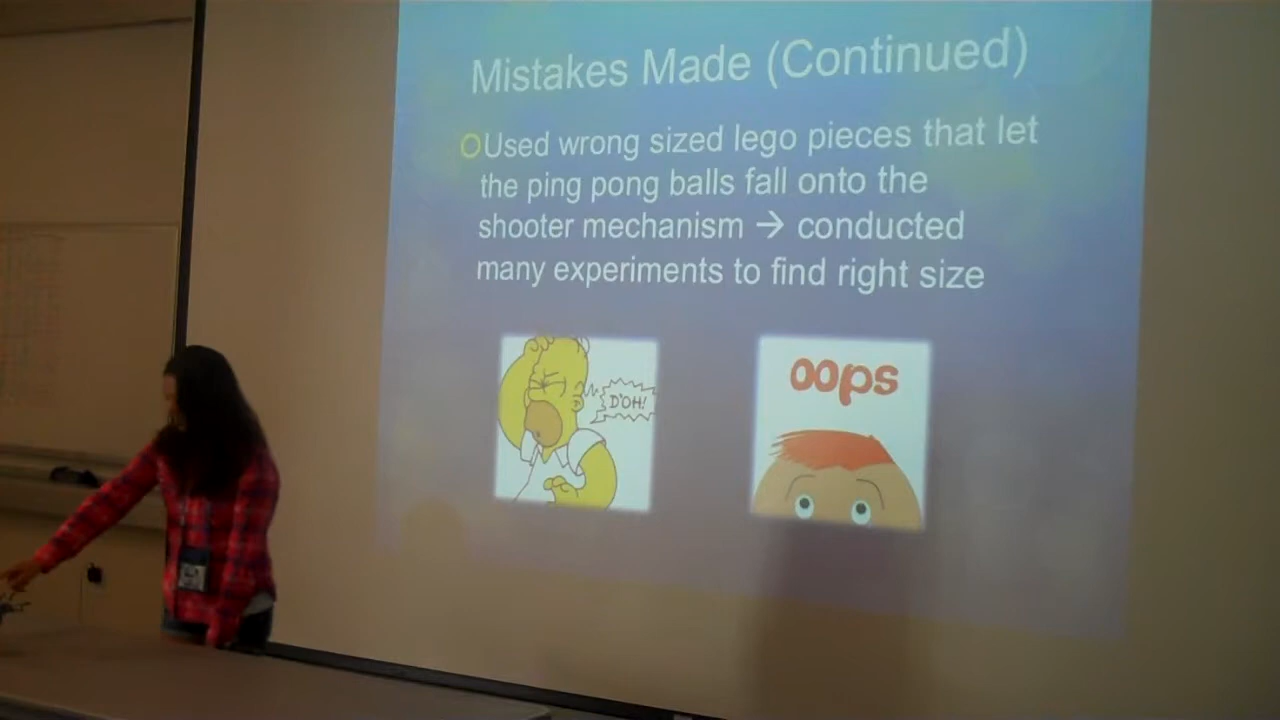 Mistakes Made (Continued)
Used wrong sized lego pieces that let
the ping pong balls fall onto the
shooter mechanism → conducted
many experiments to find right size
D'OH!
oops